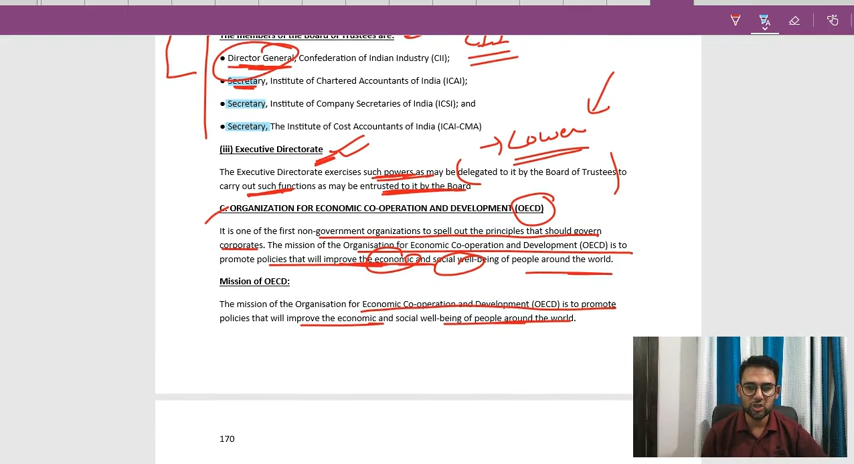 The members of the Board of Trustees are:
CII
● Director General, Confederation of Indian Industry (CII);
● Secretary, Institute of Chartered Accountants of India (ICAI);
● Secretary, Institute of Company Secretaries of India (ICSI); and
● Secretary, The Institute of Cost Accountants of India (ICAI-CMA)
→ Lower
(iii) Executive Directorate
The Executive Directorate exercises such powers as may be delegated to it by the Board of Trustees to
carry out such functions as may be entrusted to it by the Board
C. ORGANIZATION FOR ECONOMIC CO-OPERATION AND DEVELOPMENT (OECD)
It is one of the first non-government organizations to spell out the principles that should govern
corporates. The mission of the Organisation for Economic Co-operation and Development (OECD) is to
promote policies that will improve the economic and social well-being of people around the world.
Mission of OECD:
The mission of the Organisation for Economic Co-operation and Development (OECD) is to promote
policies that will improve the economic and social well-being of people around the world.
170